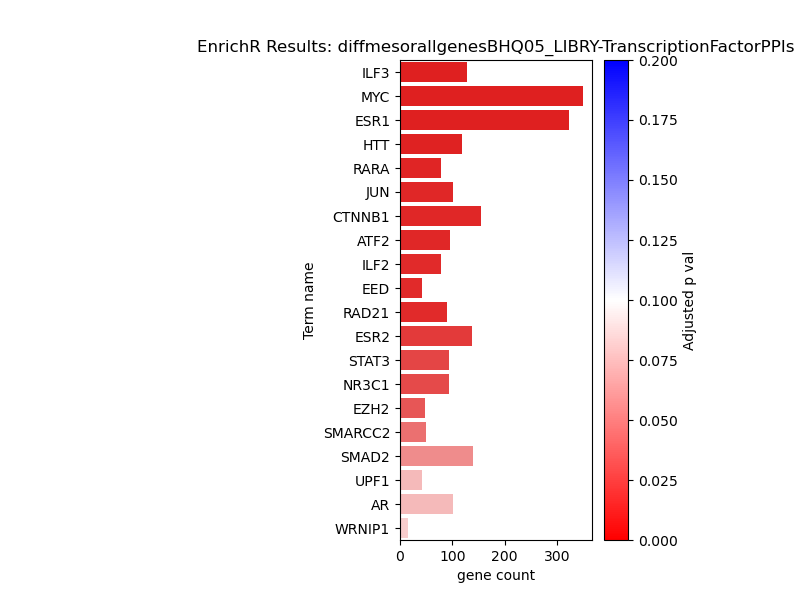 EnrichR Results: diffmesorallgenesBHQ05_LIBRY-TranscriptionFactorPPIs
ILF3
MYC
ESR1
HTT
RARA
JUN
CTNNB1
ATF2
ILF2
EED
RAD21
ESR2
STAT3
NR3C1
EZH2
SMARCC2
SMAD2
UPF1
AR
WRNIP1
Term name
0 100 200 300
gene count
0.200
0.175
0.150
0.125
0.100
0.075
0.050
0.025
0.000
Adjusted p val